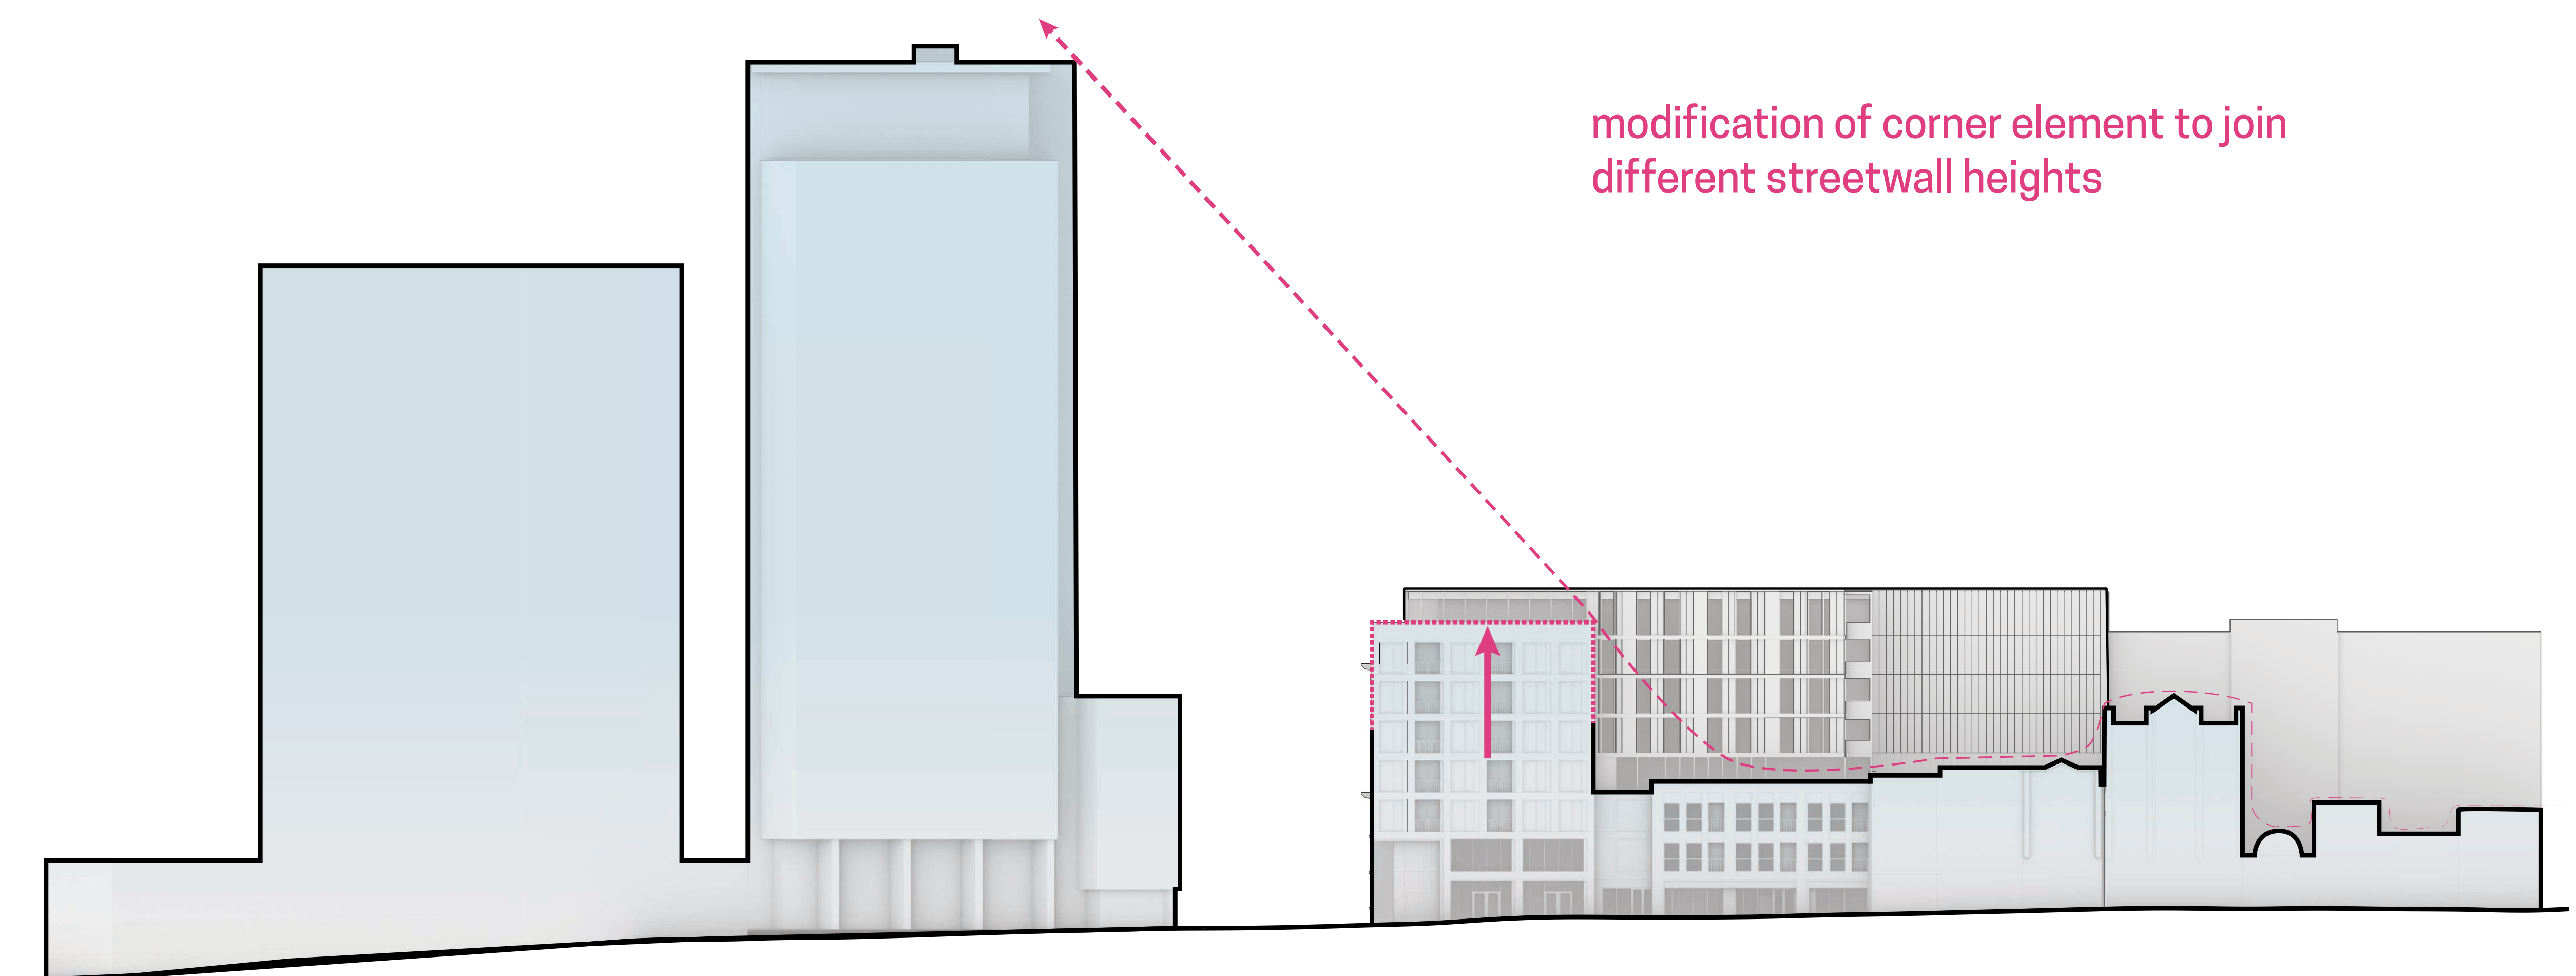 modification of corner element to join
different streetwall heights